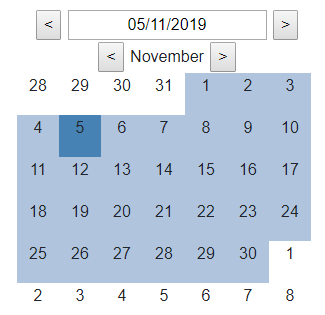 < 05/11/2019 >
< November >
28 29 30 31 1 2 3
4 5 6 7 8 9 10
11 12 13 14 15 16 17
18 19 20 21 22 23 24
25 26 27 28 29 30 1
2 3 4 5 6 7 8